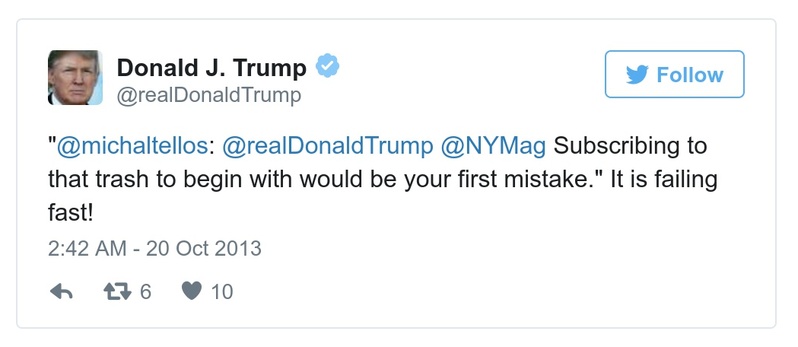 Donald J. Trump
@realDonaldTrump
Follow
"@michaltellos: @realDonaldTrump @NYMag Subscribing to
that trash to begin with would be your first mistake." It is failing
fast!
2:42 AM - 20 Oct 2013
6 10